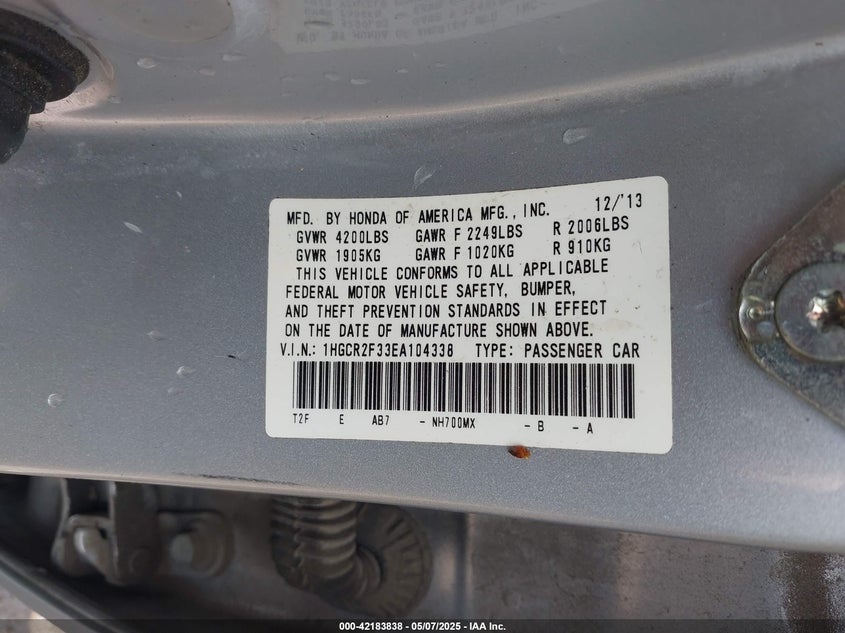 MFD. BY HONDA OF AMERICA MFG., INC. 12/'13
GVWR 4200LBS GAWR F 2249LBS R 2006LBS
GVWR 1905KG GAWR F 1020KG R 910KG
THIS VEHICLE CONFORMS TO ALL APPLICABLE
FEDERAL MOTOR VEHICLE SAFETY, BUMPER,
AND THEFT PREVENTION STANDARDS IN EFFECT
ON THE DATE OF MANUFACTURE SHOWN ABOVE.
V.I.N.: 1HGCR2F33EA104338 TYPE: PASSENGER CAR
T2F E AB7 - NH700MX - B - A
000-42183838 - 05/07/2025 - IAA Inc.